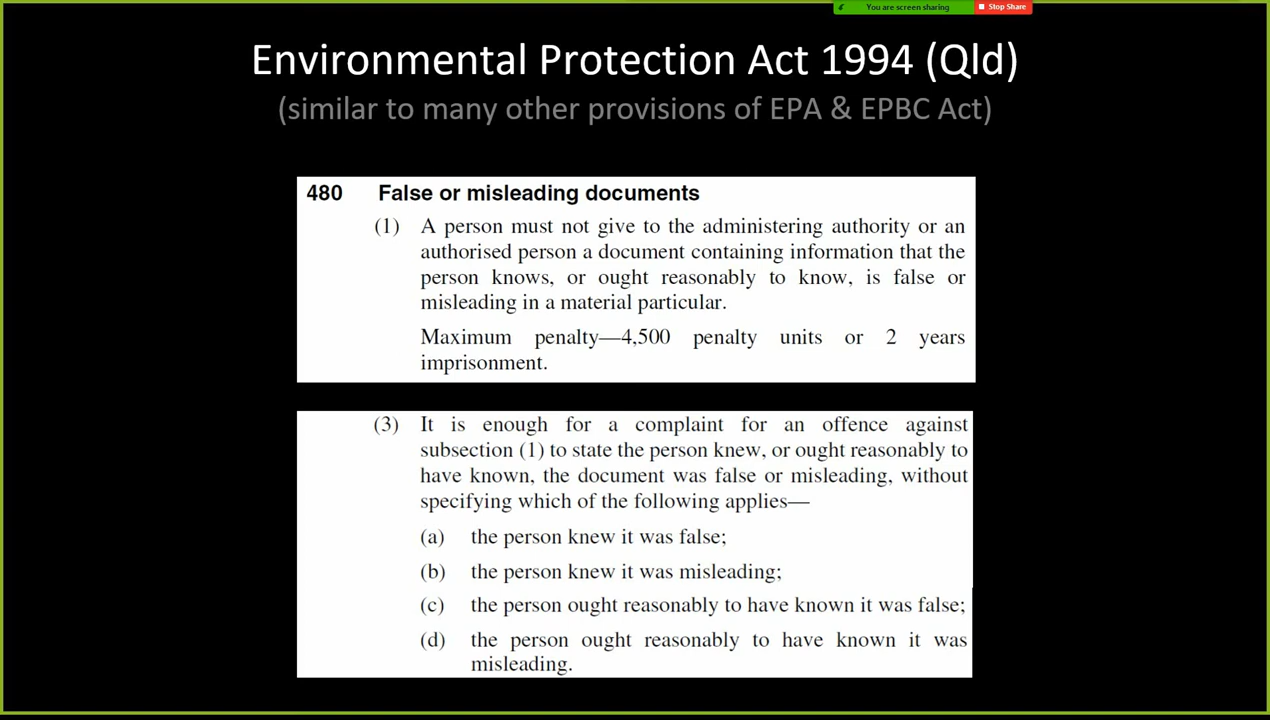 You are screen sharing
Stop Share
Environmental Protection Act 1994 (Qld)
(similar to many other provisions of EPA & EPBC Act)
480 False or misleading documents
(1) A person must not give to the administering authority or an
authorised person a document containing information that the
person knows, or ought reasonably to know, is false or
misleading in a material particular.
Maximum penalty—4,500 penalty units or 2 years
imprisonment.
(3) It is enough for a complaint for an offence against
subsection (1) to state the person knew, or ought reasonably to
have known, the document was false or misleading, without
specifying which of the following applies—
(a) the person knew it was false;
(b) the person knew it was misleading;
(c) the person ought reasonably to have known it was false;
(d) the person ought reasonably to have known it was
misleading.